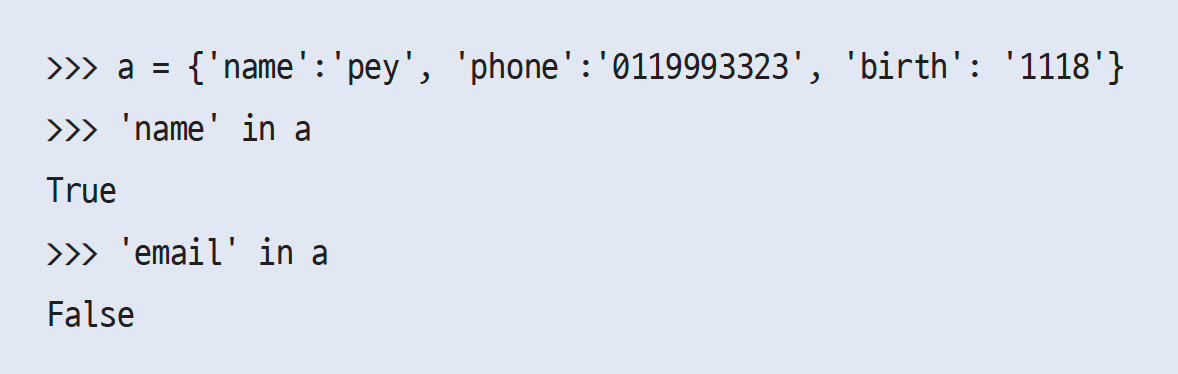 >>> a = {'name':'pey', 'phone':'0119993323', 'birth': '1118'}
>>> 'name' in a
True
>>> 'email' in a
False